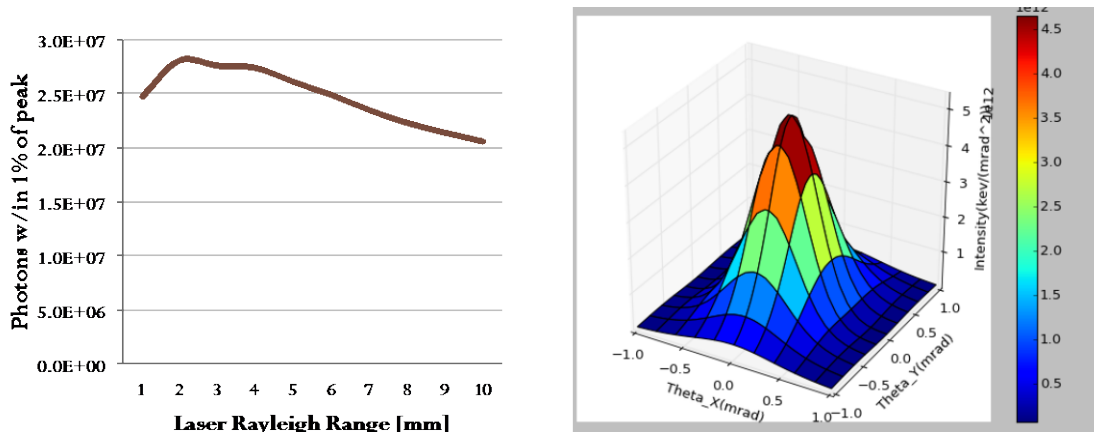 3.0E+07
2.5E+07
2.0E+07
1.5E+07
1.0E+07
5.0E+06
0.0E+00
Photons w/in 1% of peak
1 2 3 4 5 6 7 8 9 10
Laser Rayleigh Range [mm]
5
4
3
2
1
1e12
Intensity(kev/(mrad^2))
−1.0
−0.5
0.0
0.5
1.0
Theta_X(mrad)
−1.0
−0.5
0.0
0.5
1.0
Theta_Y(mrad)
1e12
4.5
4.0
3.5
3.0
2.5
2.0
1.5
1.0
0.5